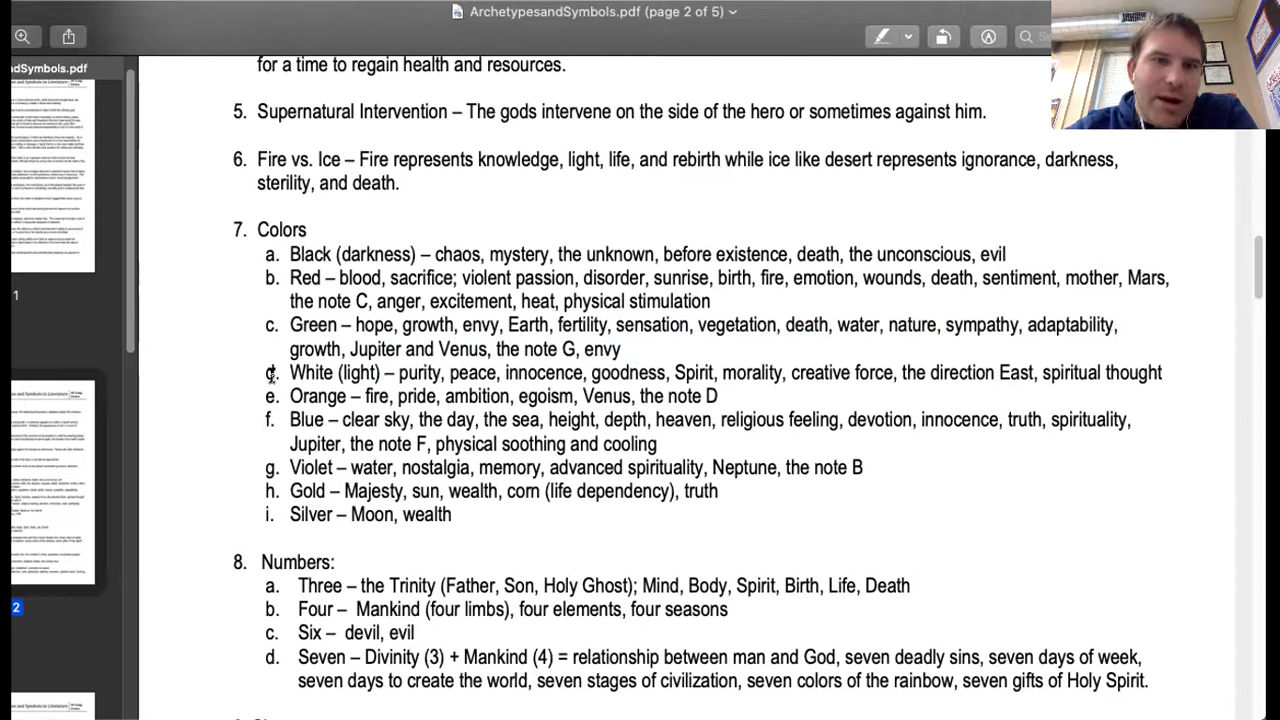 ArchetypesandSymbols.pdf (page 2 of 5)
dSymbols.pdf
for a time to regain health and resources.
5. Supernatural Intervention – the gods intervene on the side of the hero or sometimes against him.
6. Fire vs. Ice – Fire represents knowledge, light, life, and rebirth while ice like desert represents ignorance, darkness,
sterility, and death.
7. Colors
a. Black (darkness) – chaos, mystery, the unknown, before existence, death, the unconscious, evil
b. Red – blood, sacrifice; violent passion, disorder, sunrise, birth, fire, emotion, wounds, death, sentiment, mother, Mars,
the note C, anger, excitement, heat, physical stimulation
c. Green – hope, growth, envy, Earth, fertility, sensation, vegetation, death, water, nature, sympathy, adaptability,
growth, Jupiter and Venus, the note G, envy
d. White (light) – purity, peace, innocence, goodness, Spirit, morality, creative force, the direction East, spiritual thought
e. Orange – fire, pride, ambition, egoism, Venus, the note D
f. Blue – clear sky, the day, the sea, height, depth, heaven, religious feeling, devotion, innocence, truth, spirituality,
Jupiter, the note F, physical soothing and cooling
g. Violet – water, nostalgia, memory, advanced spirituality, Neptune, the note B
h. Gold – Majesty, sun, wealth, corn (life dependency), truth
i. Silver – Moon, wealth
8. Numbers:
a. Three – the Trinity (Father, Son, Holy Ghost); Mind, Body, Spirit, Birth, Life, Death
b. Four – Mankind (four limbs), four elements, four seasons
c. Six – devil, evil
d. Seven – Divinity (3) + Mankind (4) = relationship between man and God, seven deadly sins, seven days of week,
seven days to create the world, seven stages of civilization, seven colors of the rainbow, seven gifts of Holy Spirit.
1
2